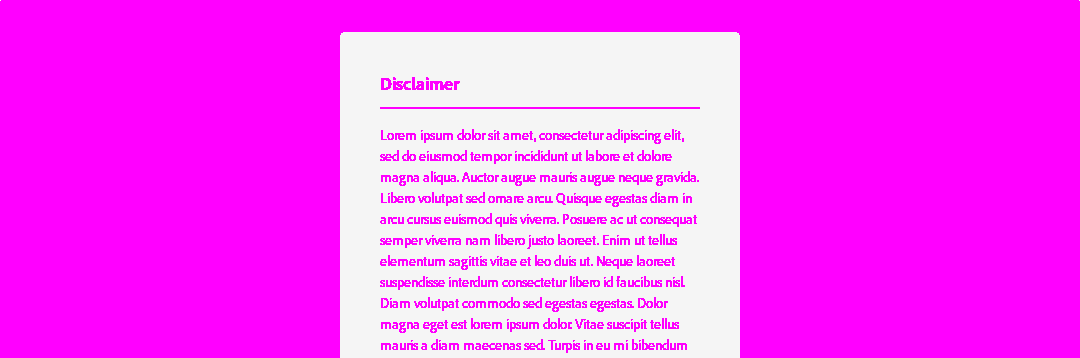 Disclaimer
Lorem ipsum dolor sit amet, consectetur adipiscing elit,
sed do eiusmod tempor incididunt ut labore et dolore
magna aliqua. Auctor augue mauris augue neque gravida.
Libero volutpat sed ornare arcu. Quisque egestas diam in
arcu cursus euismod quis viverra. Posuere ac ut consequat
semper viverra nam libero justo laoreet. Enim ut tellus
elementum sagittis vitae et leo duis ut. Neque laoreet
suspendisse interdum consectetur libero id faucibus nisl.
Diam volutpat commodo sed egestas egestas. Dolor
magna eget est lorem ipsum dolor. Vitae suscipit tellus
mauris a diam maecenas sed. Turpis in eu mi bibendum